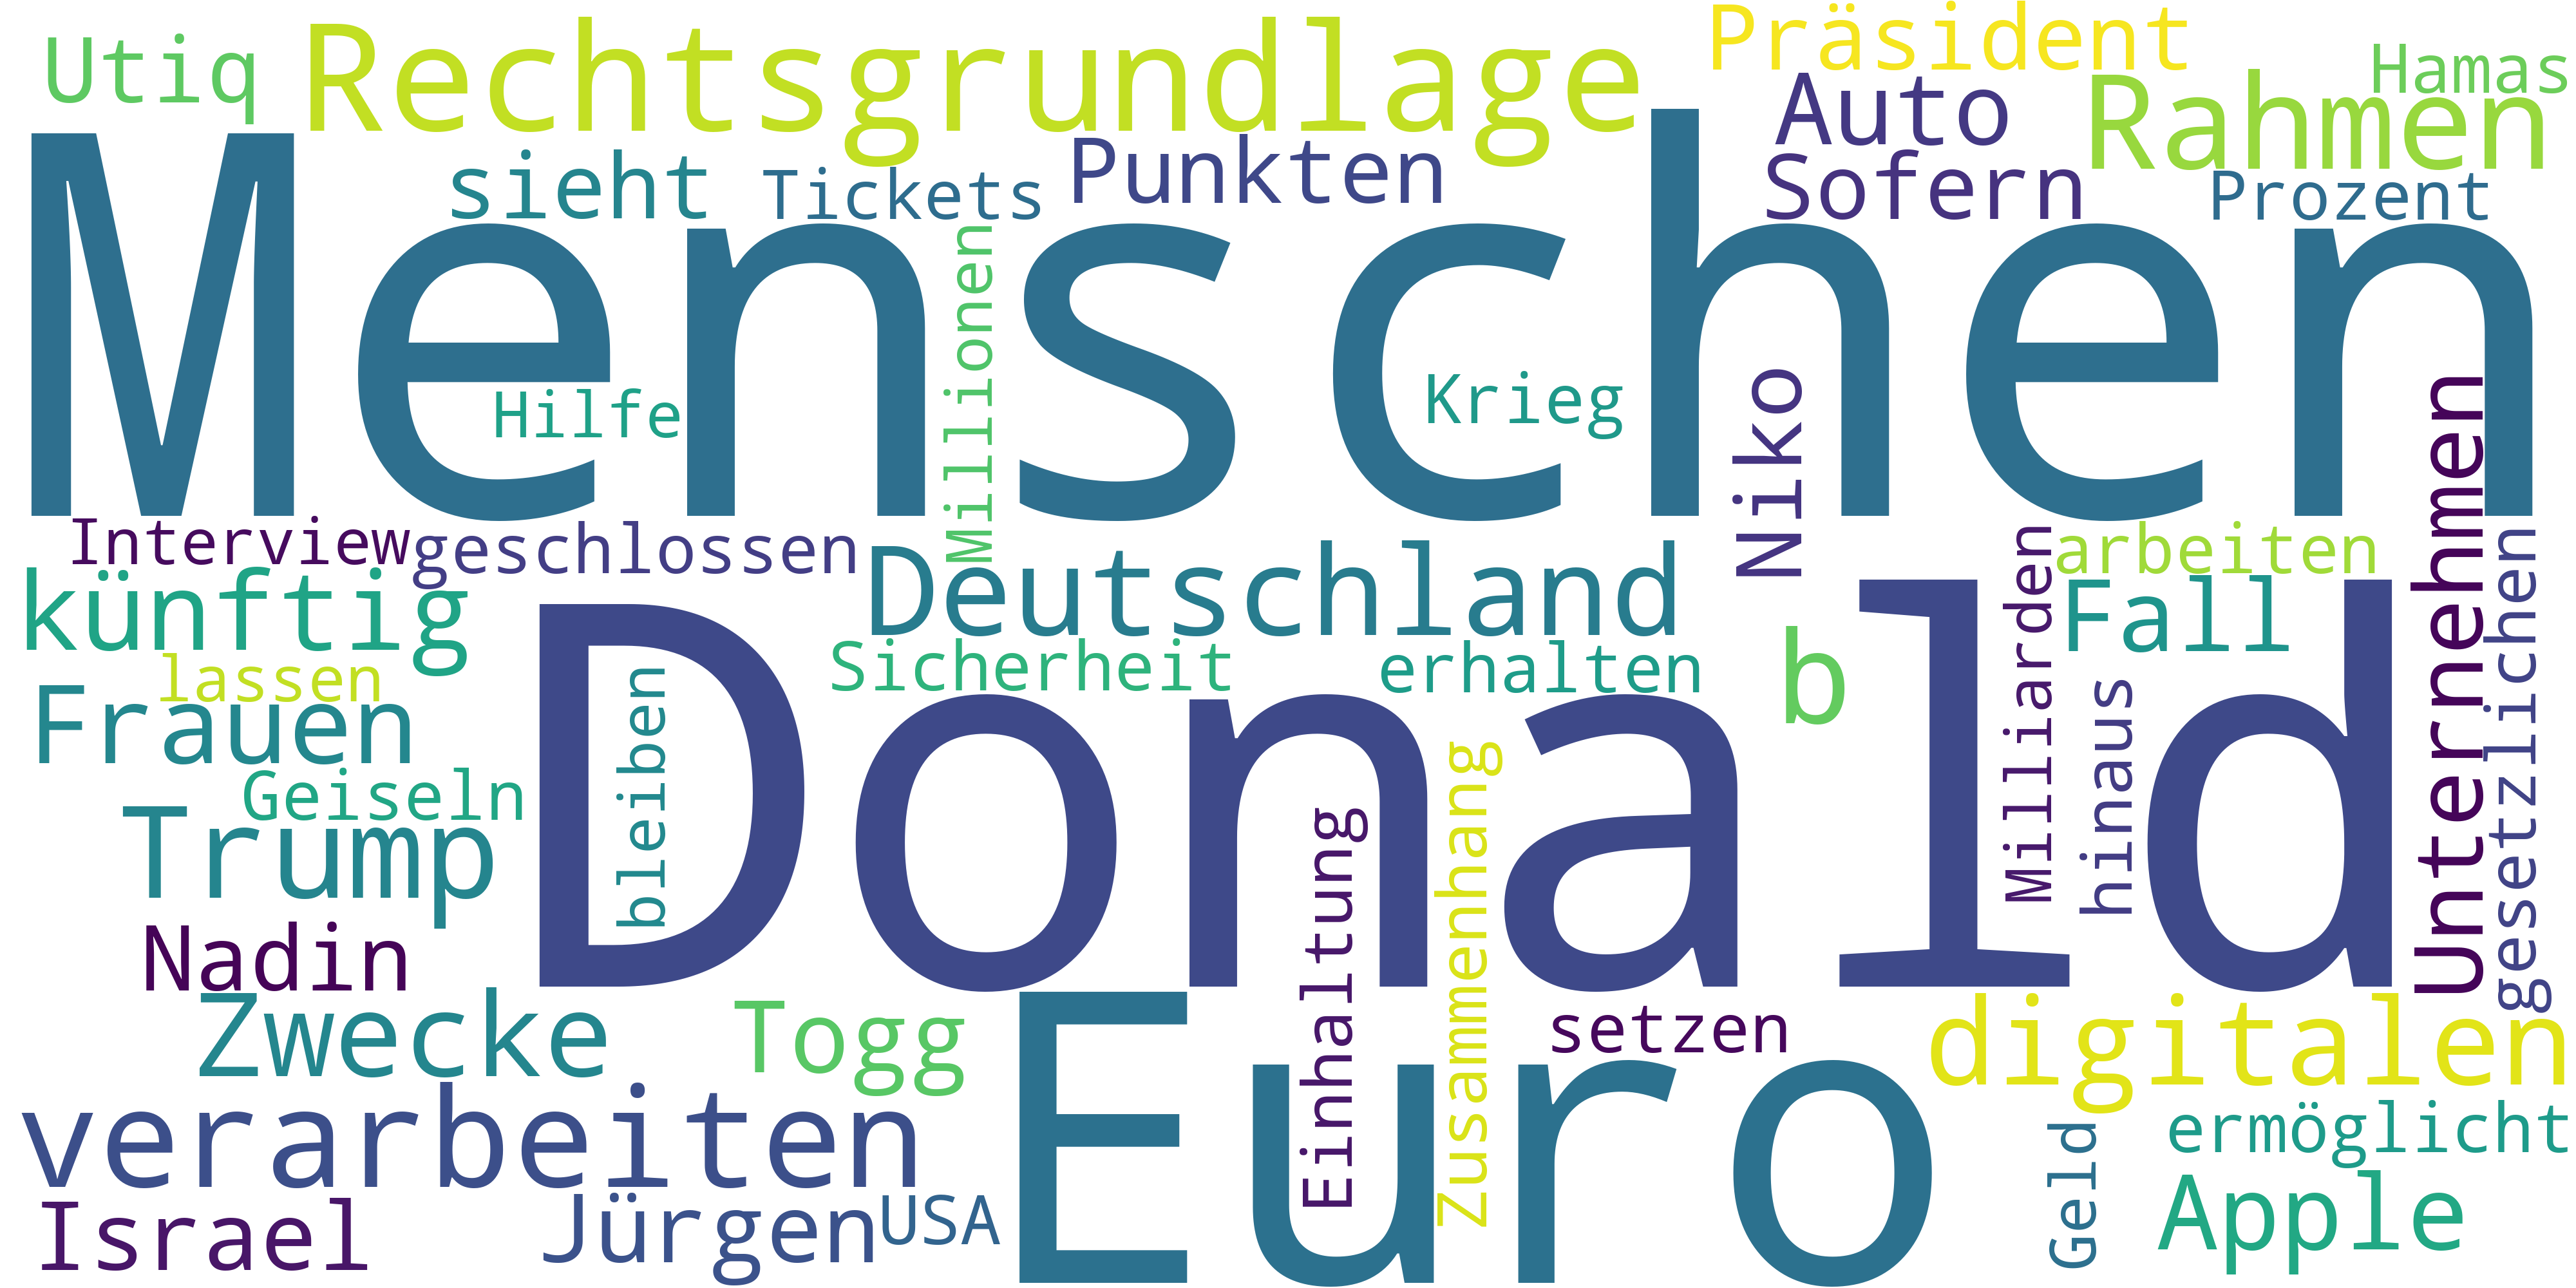 Utiq
Rechtsgrundlage
Präsident
Hamas
Auto
Rahmen
sieht
Tickets
Punkten
Sofern
Prozent
Menschen
Millionen
Hilfe
Krieg
Niko
Unternehmen
Interview
geschlossen
Deutschland
Milliarden
arbeiten
gesetzlichen
künftig
Fall
lassen
Sicherheit
erhalten
b
Frauen
bleiben
hinaus
Donald
Geiseln
Trump
Einhaltung
Zusammenhang
Nadin
Zwecke
Togg
Euro
setzen
digitalen
verarbeiten
Geld
ermöglicht
Israel
Jürgen
USA
Apple